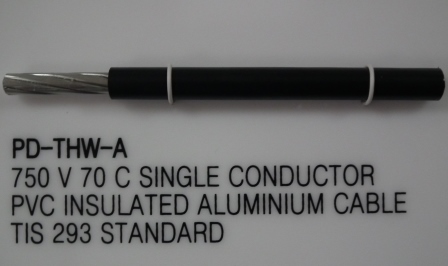 PD-THW-A
750 V 70 C SINGLE CONDUCTOR
PVC INSULATED ALUMINIUM CABLE
TIS 293 STANDARD